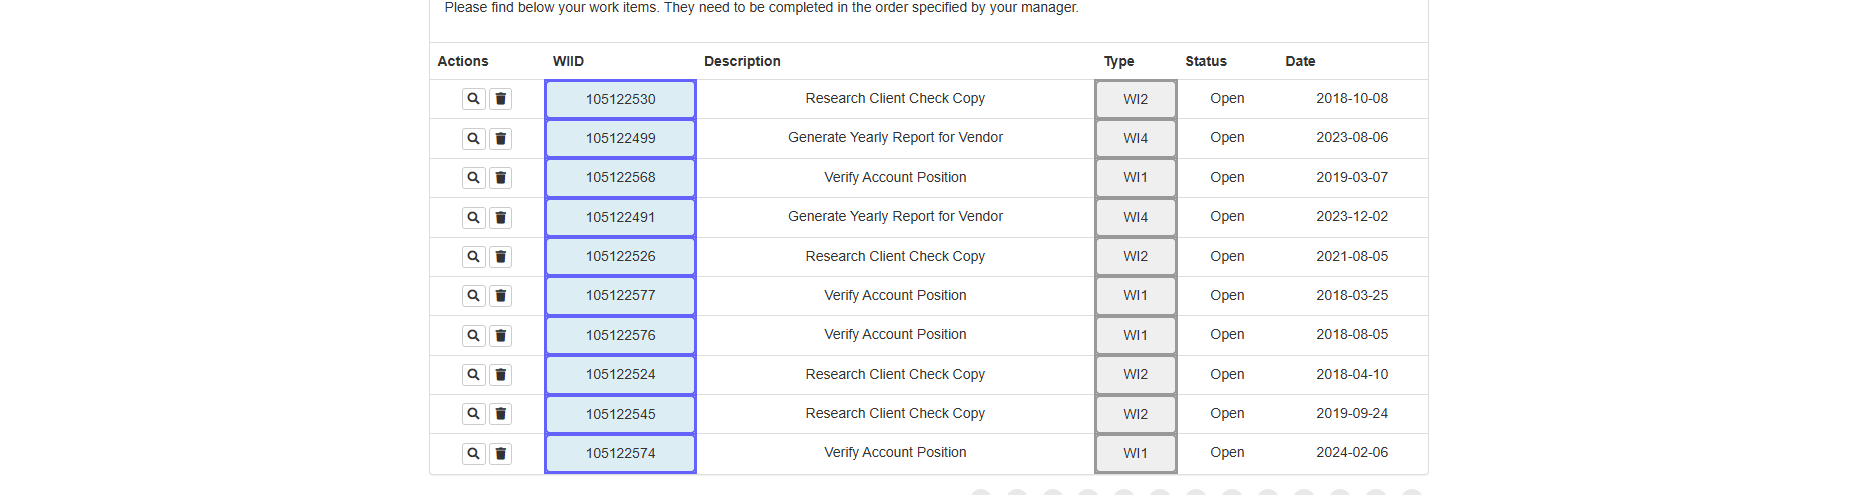 Please find below your work items. They need to be completed in the order specified by your manager.
Actions WIID Description Type Status Date
105122530 Research Client Check Copy WI2 Open 2018-10-08
105122499 Generate Yearly Report for Vendor WI4 Open 2023-08-06
105122568 Verify Account Position WI1 Open 2019-03-07
105122491 Generate Yearly Report for Vendor WI4 Open 2023-12-02
105122526 Research Client Check Copy WI2 Open 2021-08-05
105122577 Verify Account Position WI1 Open 2018-03-25
105122576 Verify Account Position WI1 Open 2018-08-05
105122524 Research Client Check Copy WI2 Open 2018-04-10
105122545 Research Client Check Copy WI2 Open 2019-09-24
105122574 Verify Account Position WI1 Open 2024-02-06